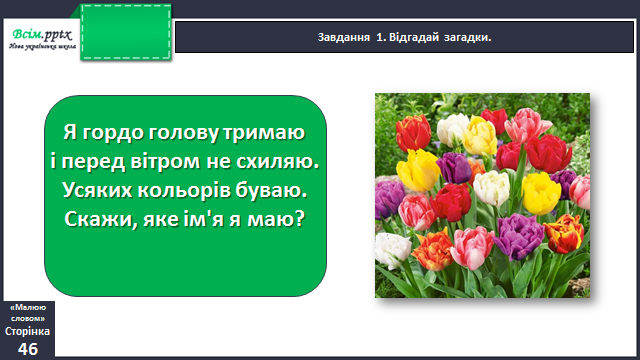 Всім.pptx
Нова українська школа
Завдання 1. Відгадай загадки.
Я гордо голову тримаю
і перед вітром не схиляю.
Усяких кольорів буваю.
Скажи, яке ім'я я маю?
«Малюю
словом»
Сторінка
46